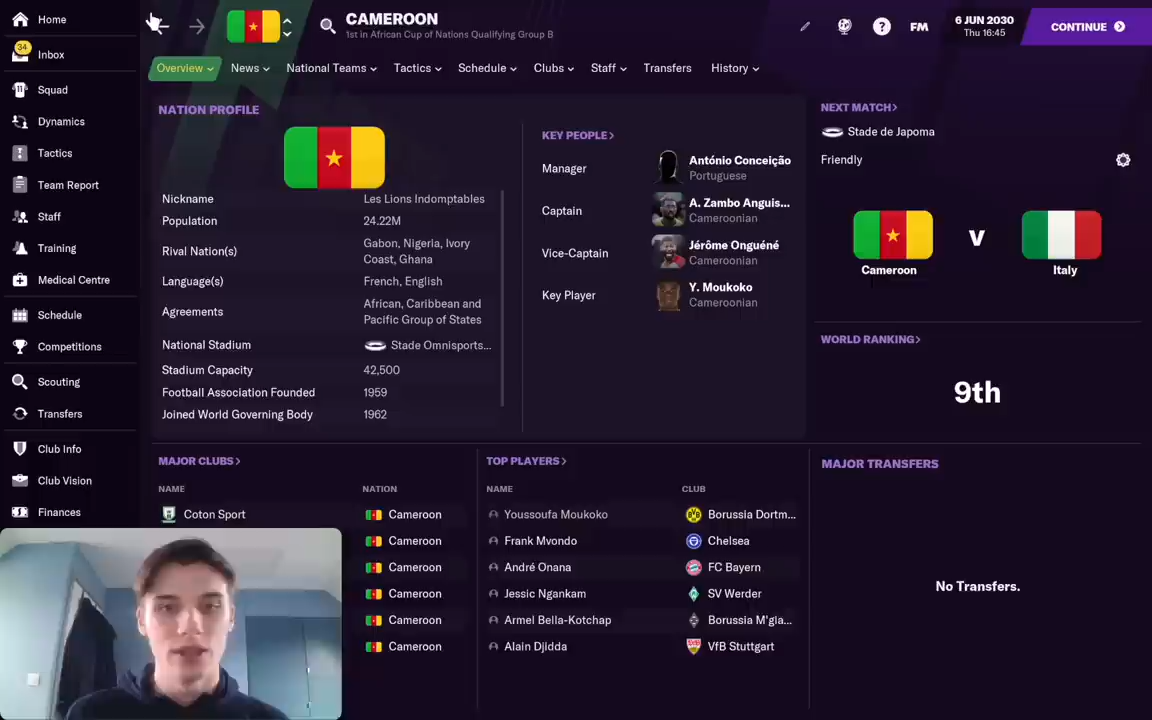 Home
34
Inbox
Squad
Dynamics
Tactics
Team Report
Staff
Training
Medical Centre
Schedule
Competitions
Scouting
Transfers
Club Info
Club Vision
Finances
CAMEROON
1st in African Cup of Nations Qualifying Group B
?
FM
6 JUN 2030
Thu 16:45
CONTINUE
Overview
News
National Teams
Tactics
Schedule
Clubs
Staff
Transfers
History
NATION PROFILE
Nickname Les Lions Indomptables
Population 24.22M
Rival Nation(s) Gabon, Nigeria, Ivory
Coast, Ghana
Language(s) French, English
Agreements African, Caribbean and
Pacific Group of States
National Stadium Stade Omnisports...
Stadium Capacity 42,500
Football Association Founded 1959
Joined World Governing Body 1962
KEY PEOPLE>
Manager António Conceição
Portuguese
Captain A. Zambo Anguis...
Cameroonian
Vice-Captain Jérôme Onguéné
Cameroonian
Key Player Y. Moukoko
Cameroonian
NEXT MATCH>
Stade de Japoma
Friendly
V
Cameroon Italy
WORLD RANKING>
9th
MAJOR CLUBS>
NAME NATION
Coton Sport Cameroon
Cameroon
Cameroon
Cameroon
Cameroon
Cameroon
TOP PLAYERS>
NAME CLUB
Youssoufa Moukoko Borussia Dortm...
Frank Mvondo Chelsea
André Onana FC Bayern
Jessic Ngankam SV Werder
Armel Bella-Kotchap Borussia M'gla...
Alain Djidda VfB Stuttgart
MAJOR TRANSFERS
No Transfers.